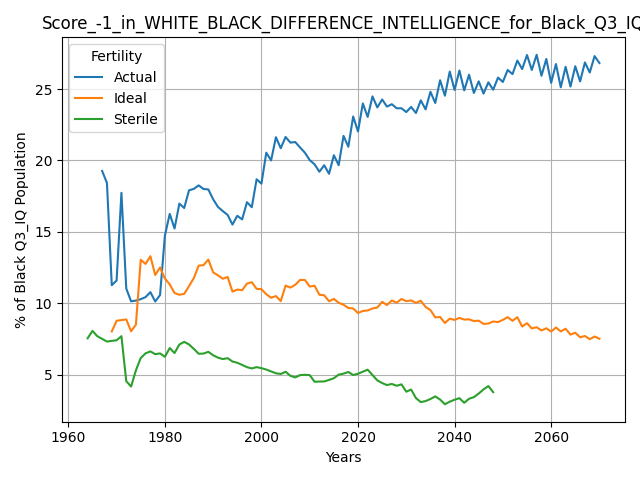 Score_-1_in_WHITE_BLACK_DIFFERENCE_INTELLIGENCE_for_Black_Q3_IQ
Fertility
Actual
Ideal
Sterile
% of Black Q3_IQ Population
25
20
15
10
5
1960 1980 2000 2020 2040 2060
Years